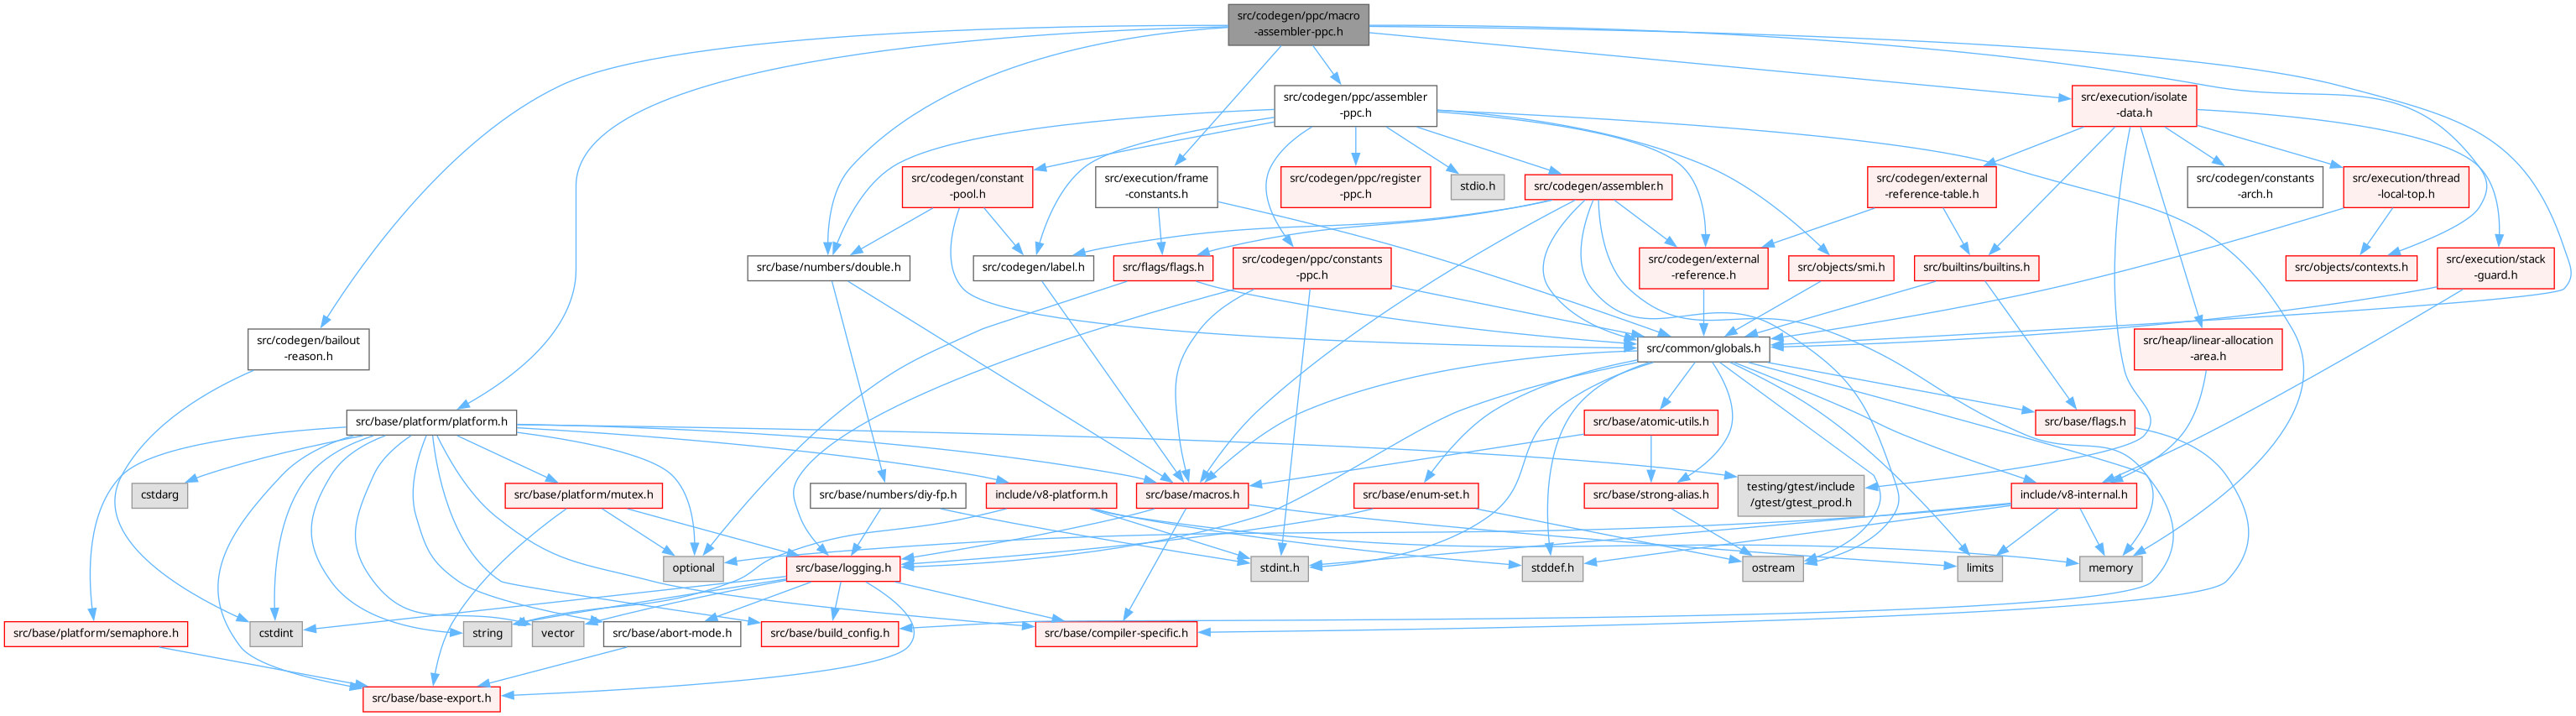 src/codegen/ppc/macro
-assembler-ppc.h
src/codegen/ppc/assembler
-ppc.h
src/execution/isolate
-data.h
src/codegen/constant
-pool.h
src/execution/frame
-constants.h
src/codegen/ppc/register
-ppc.h
stdio.h
src/codegen/assembler.h
src/codegen/external
-reference-table.h
src/codegen/constants
-arch.h
src/execution/thread
-local-top.h
src/base/numbers/double.h
src/codegen/label.h
src/flags/flags.h
src/codegen/ppc/constants
-ppc.h
src/codegen/external
-reference.h
src/objects/smi.h
src/builtins/builtins.h
src/objects/contexts.h
src/execution/stack
-guard.h
src/codegen/bailout
-reason.h
src/common/globals.h
src/heap/linear-allocation
-area.h
src/base/platform/platform.h
src/base/atomic-utils.h
src/base/flags.h
cstdarg
src/base/platform/mutex.h
src/base/numbers/diy-fp.h
include/v8-platform.h
src/base/macros.h
src/base/enum-set.h
src/base/strong-alias.h
testing/gtest/include
/gtest/gtest_prod.h
include/v8-internal.h
optional
src/base/logging.h
stdint.h
stddef.h
ostream
limits
memory
src/base/platform/semaphore.h
cstdint
string
vector
src/base/abort-mode.h
src/base/build_config.h
src/base/compiler-specific.h
src/base/base-export.h